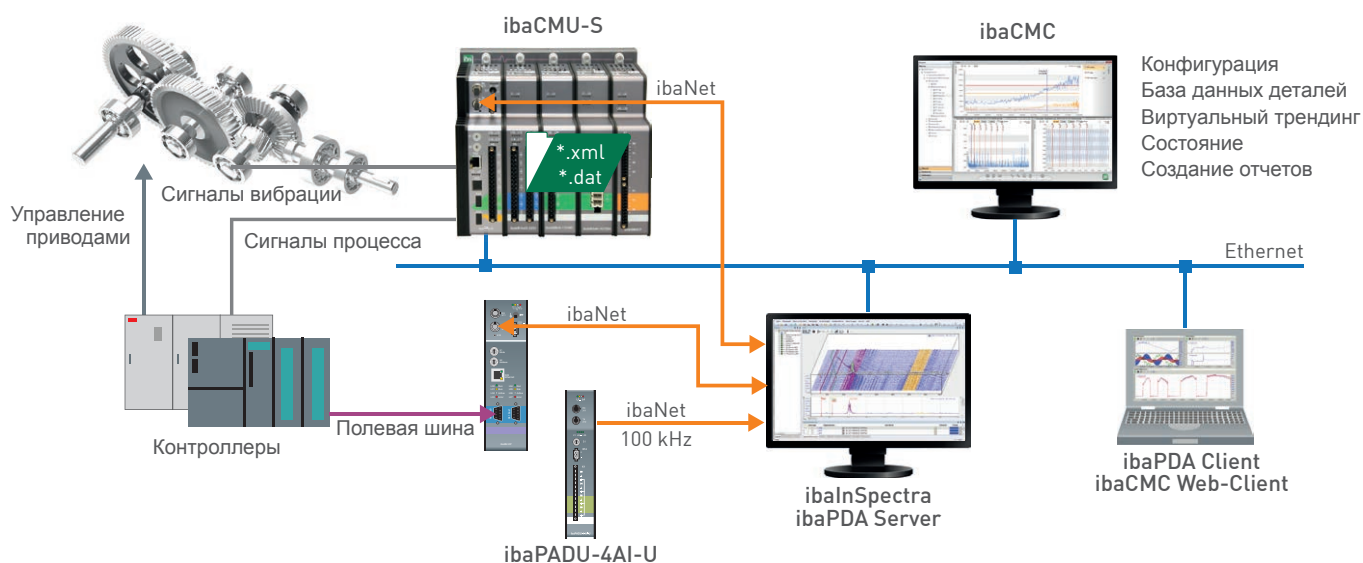 ibaCMU-S
ibaCMC
ibaNet
*.xml
*.dat
Конфигурация
База данных деталей
Виртуальный трендинг
Состояние
Создание отчетов
Сигналы вибрации
Управление
приводами
Сигналы процесса
Ethernet
ibaNet
ibaNet
100 kHz
Полевая шина
Контроллеры
ibaInSpectra
ibaPDA Server
ibaPDA Client
ibaCMC Web-Client
ibaPADU-4AI-U